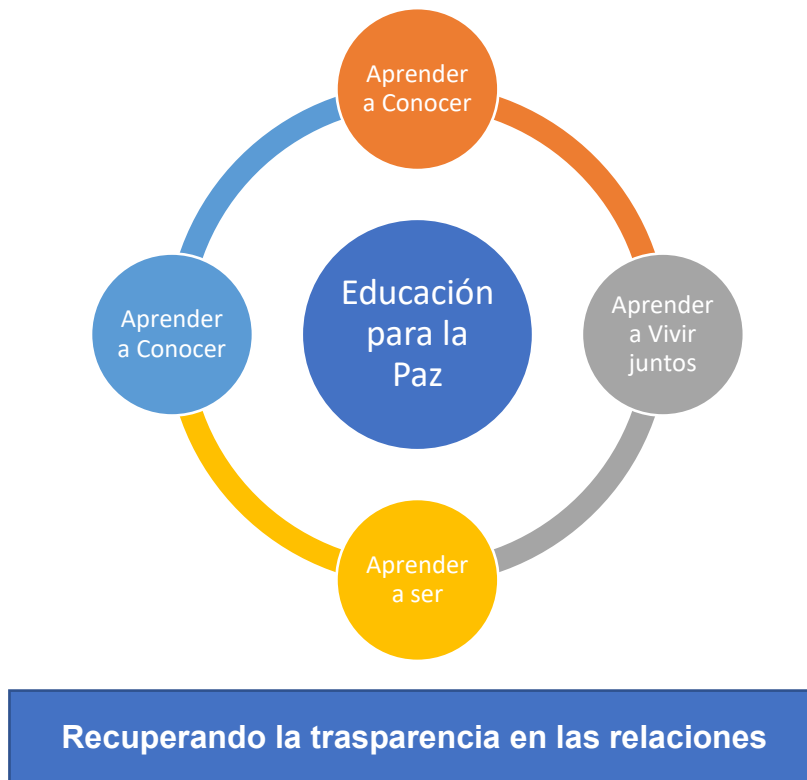 Aprender
a Conocer
Aprender
a Conocer
Educación
para la
Paz
Aprender
a Vivir
juntos
Aprender
a ser
Recuperando la trasparencia en las relaciones